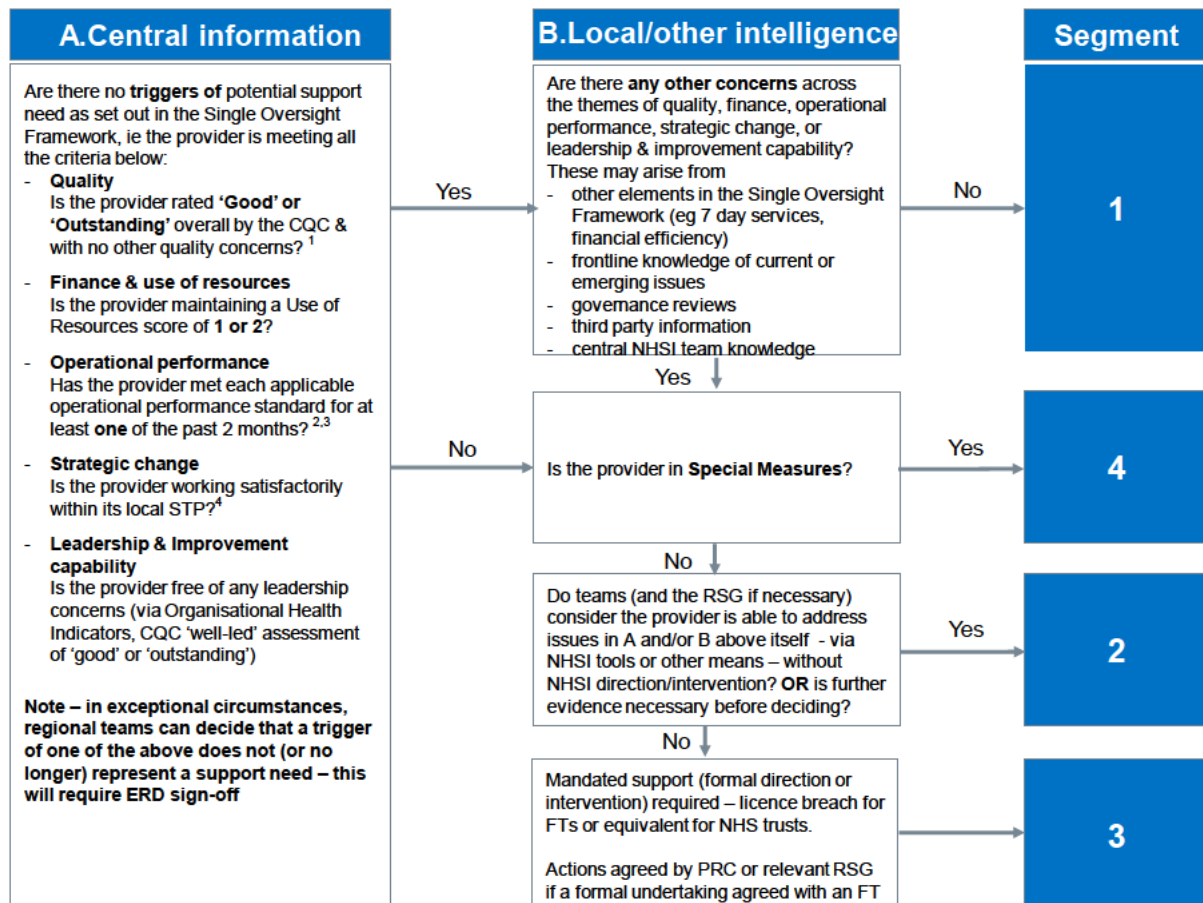 A.Central information
Are there no triggers of potential support
need as set out in the Single Oversight
Framework, ie the provider is meeting all
the criteria below:
- Quality
Is the provider rated ‘Good’ or
‘Outstanding’ overall by the CQC &
with no other quality concerns? 1
- Finance & use of resources
Is the provider maintaining a Use of
Resources score of 1 or 2?
- Operational performance
Has the provider met each applicable
operational performance standard for at
least one of the past 2 months? 2,3
- Strategic change
Is the provider working satisfactorily
within its local STP?4
- Leadership & Improvement
capability
Is the provider free of any leadership
concerns (via Organisational Health
Indicators, CQC ‘well-led’ assessment
of ‘good’ or ‘outstanding’)
Note – in exceptional circumstances,
regional teams can decide that a trigger
of one of the above does not (or no
longer) represent a support need – this
will require ERD sign-off
Yes
No
B.Local/other intelligence
Are there any other concerns across
the themes of quality, finance, operational
performance, strategic change, or
leadership & improvement capability?
These may arise from
- other elements in the Single Oversight
Framework (eg 7 day services,
financial efficiency)
- frontline knowledge of current or
emerging issues
- governance reviews
- third party information
- central NHSI team knowledge
Yes
Is the provider in Special Measures?
No
Do teams (and the RSG if necessary)
consider the provider is able to address
issues in A and/or B above itself - via
NHSI tools or other means – without
NHSI direction/intervention? OR is further
evidence necessary before deciding?
No
Mandated support (formal direction or
intervention) required – licence breach for
FTs or equivalent for NHS trusts.
Actions agreed by PRC or relevant RSG
if a formal undertaking agreed with an FT
No
Yes
Yes
Segment
1
4
2
3